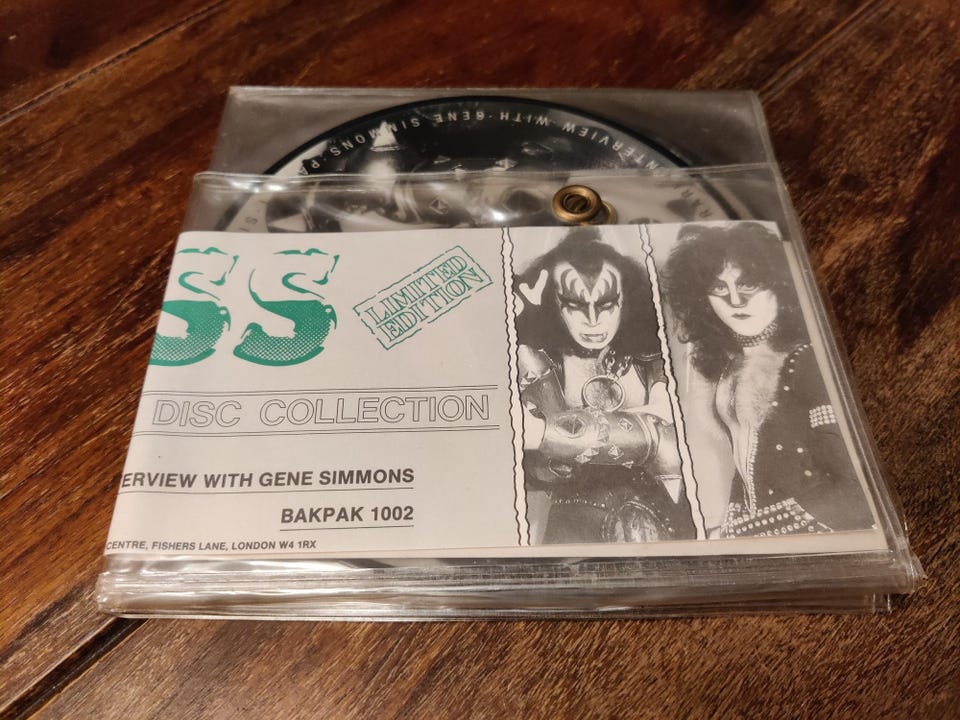 INTERVIEW WITH GENE SIMMONS
SS
LIMITED
EDITION
DISC COLLECTION
ERVIEW WITH GENE SIMMONS
BAKPAK 1002
CENTRE, FISHERS LANE, LONDON W4 1RX